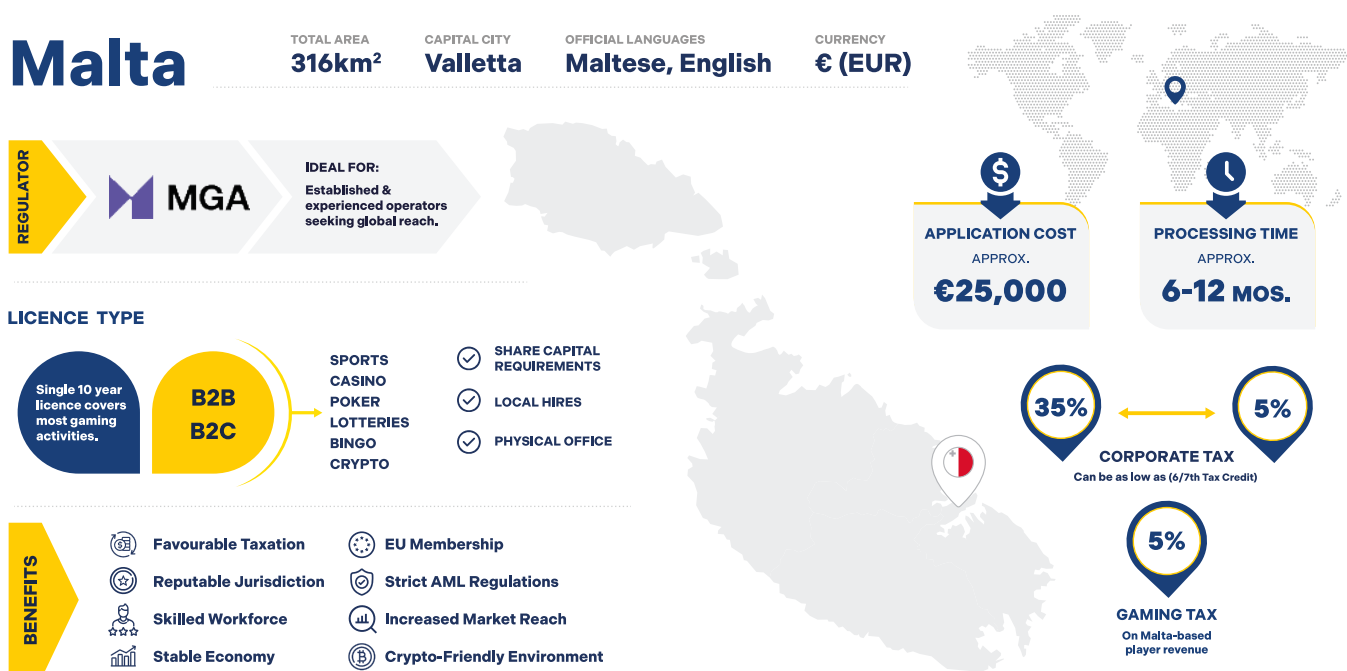 Malta
TOTAL AREA
316km²
CAPITAL CITY
Valletta
OFFICIAL LANGUAGES
Maltese, English
CURRENCY
€ (EUR)
REGULATOR
MGA
IDEAL FOR:
Established &
experienced operators
seeking global reach.
$
APPLICATION COST
APPROX.
€25,000
PROCESSING TIME
APPROX.
6-12 MOS.
LICENCE TYPE
Single 10 year
licence covers
most gaming
activities.
B2B
B2C
SPORTS
CASINO
POKER
LOTTERIES
BINGO
CRYPTO
SHARE CAPITAL
REQUIREMENTS
LOCAL HIRES
PHYSICAL OFFICE
35%
5%
CORPORATE TAX
Can be as low as (6/7th Tax Credit)
5%
GAMING TAX
On Malta-based
player revenue
BENEFITS
Favourable Taxation
Reputable Jurisdiction
Skilled Workforce
Stable Economy
EU Membership
Strict AML Regulations
Increased Market Reach
Crypto-Friendly Environment